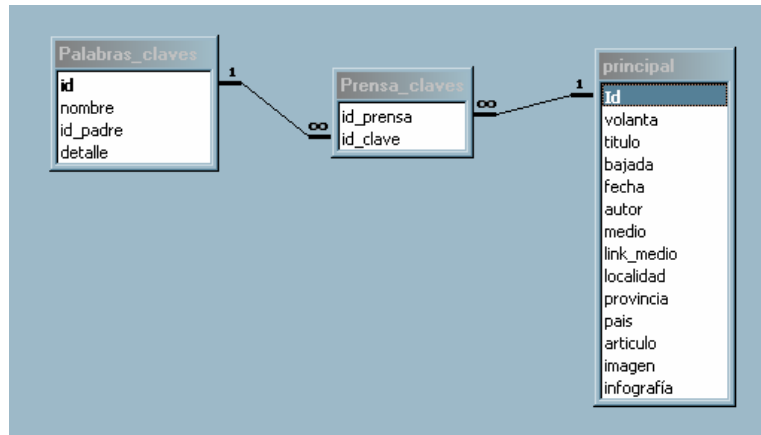 Palabras_claves
id
nombre
id_padre
detalle
1
∞
Prensa_claves
id_prensa
id_clave
∞
1
principal
Id
volanta
titulo
bajada
fecha
autor
medio
link_medio
localidad
provincia
pais
articulo
imagen
infografía